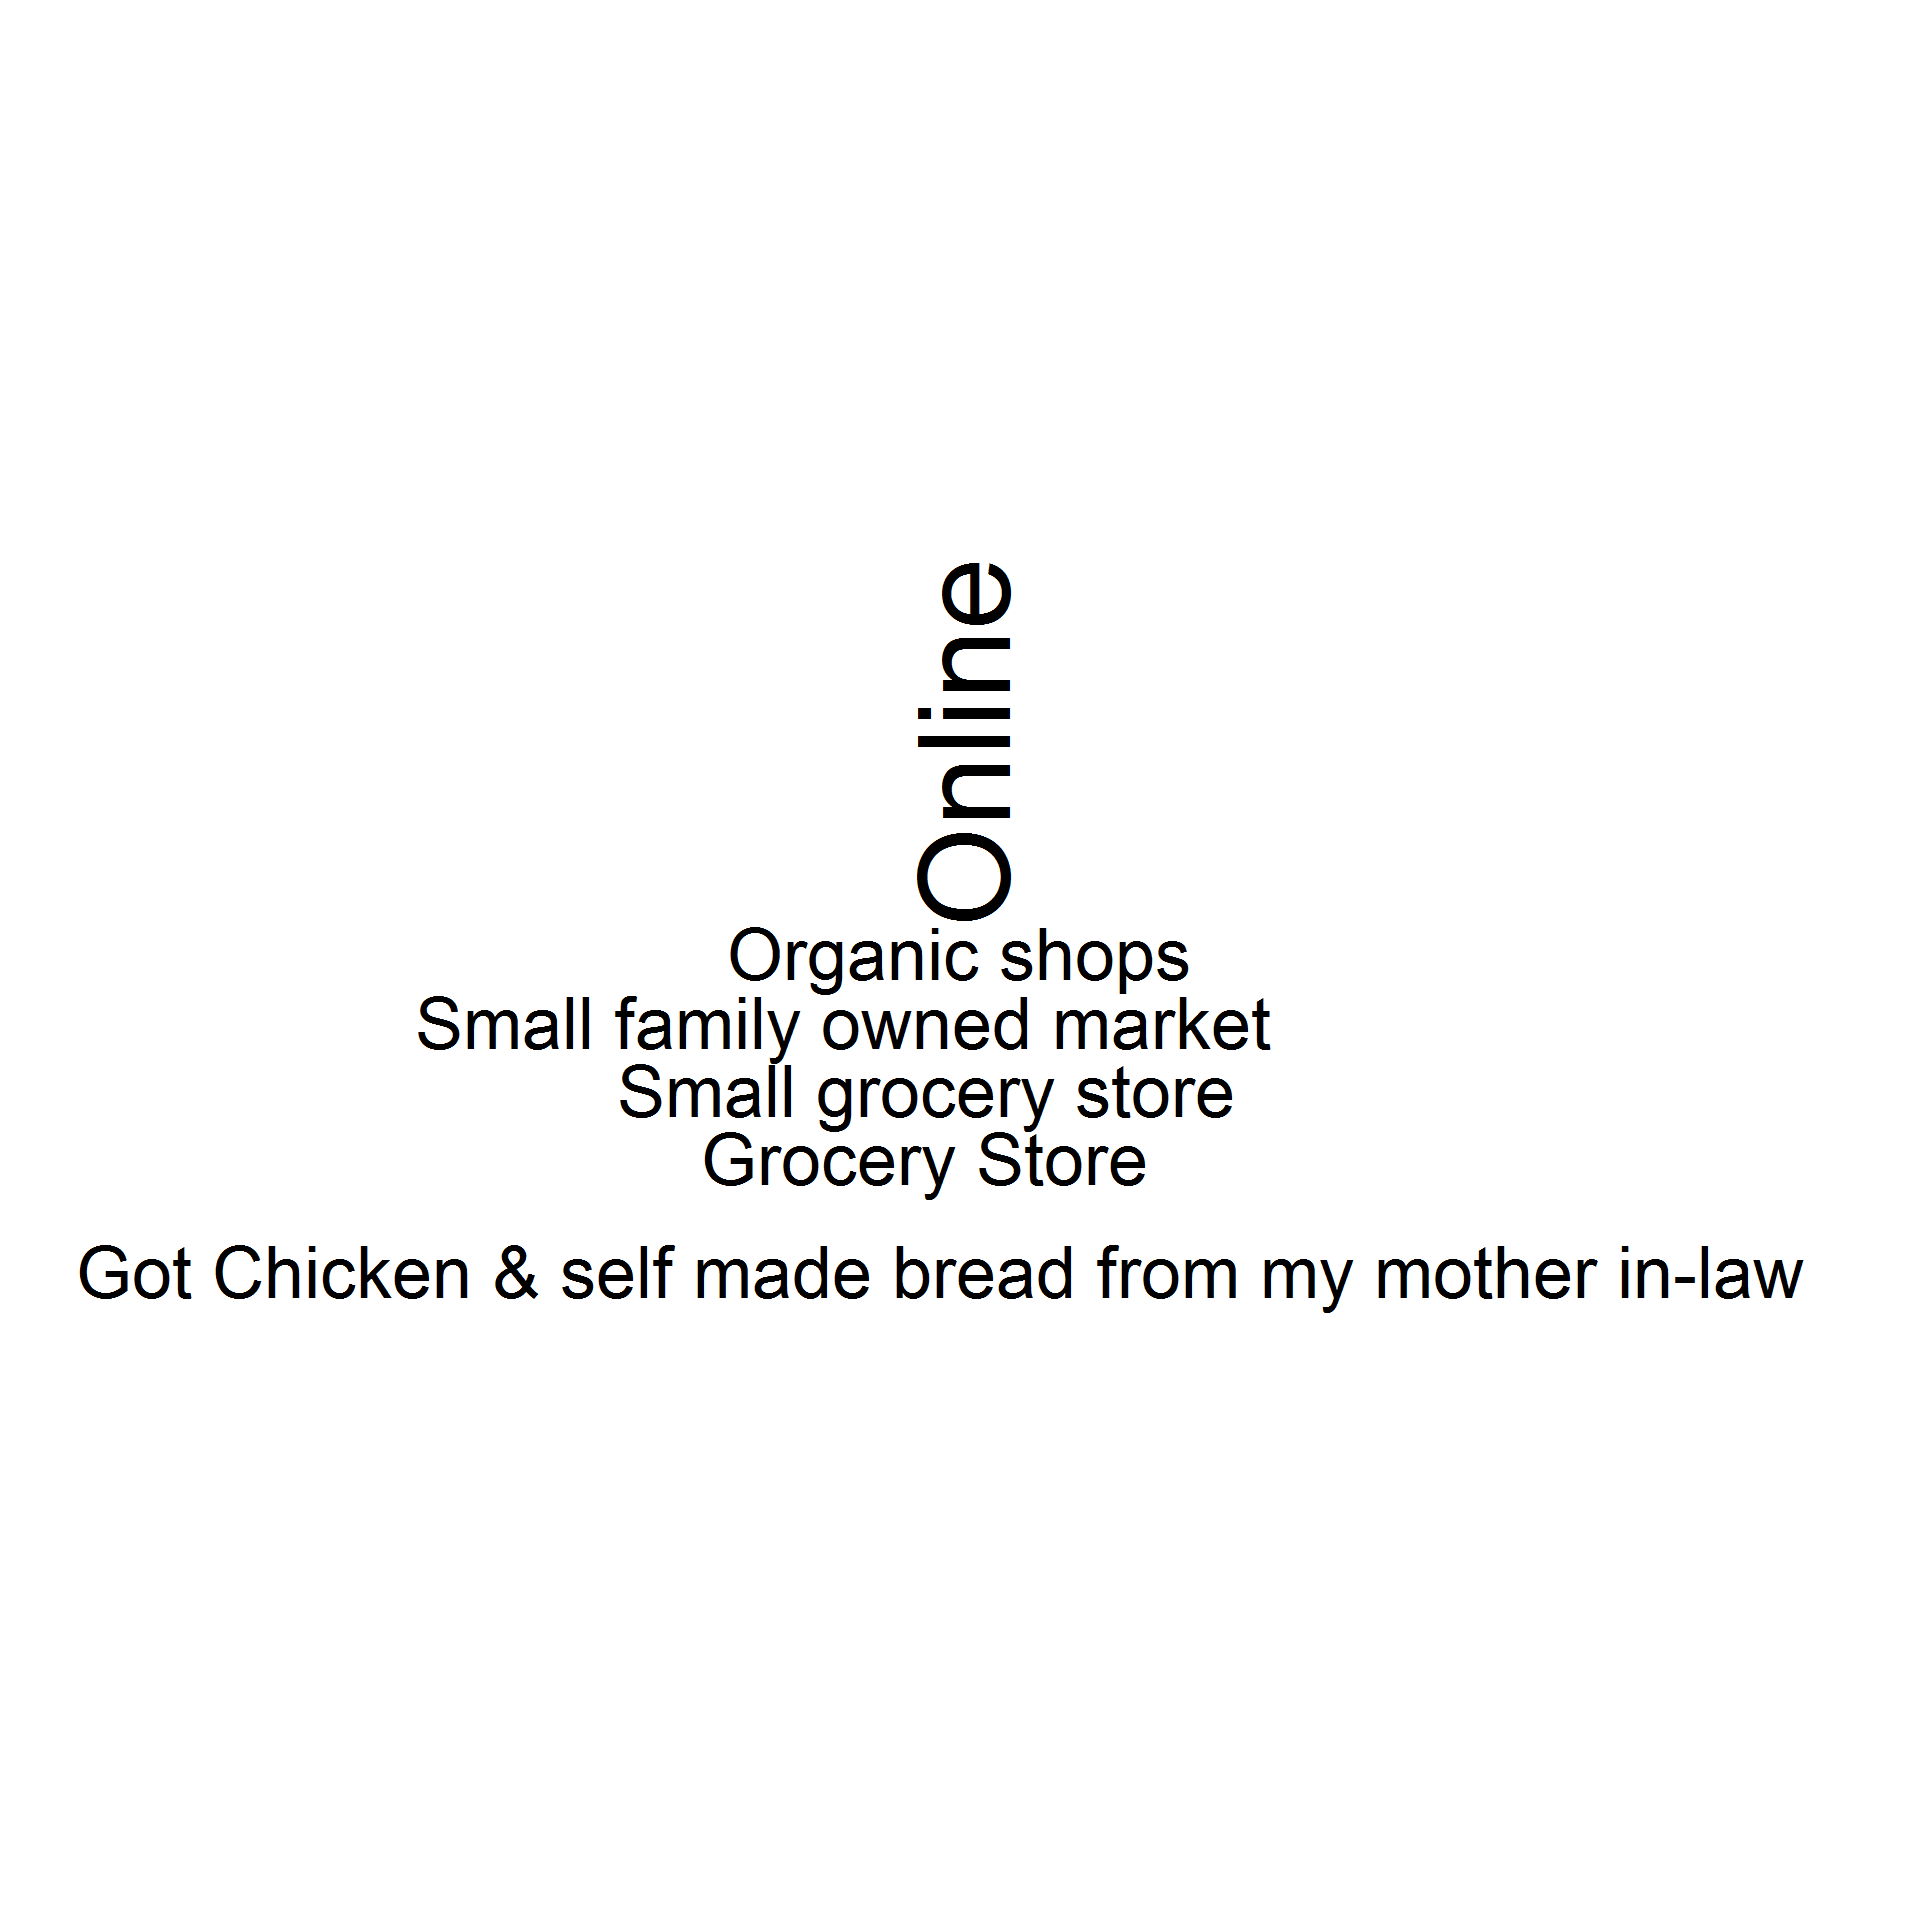 Online
Organic shops
Small family owned market
Small grocery store
Grocery Store
Got Chicken & self made bread from my mother in-law